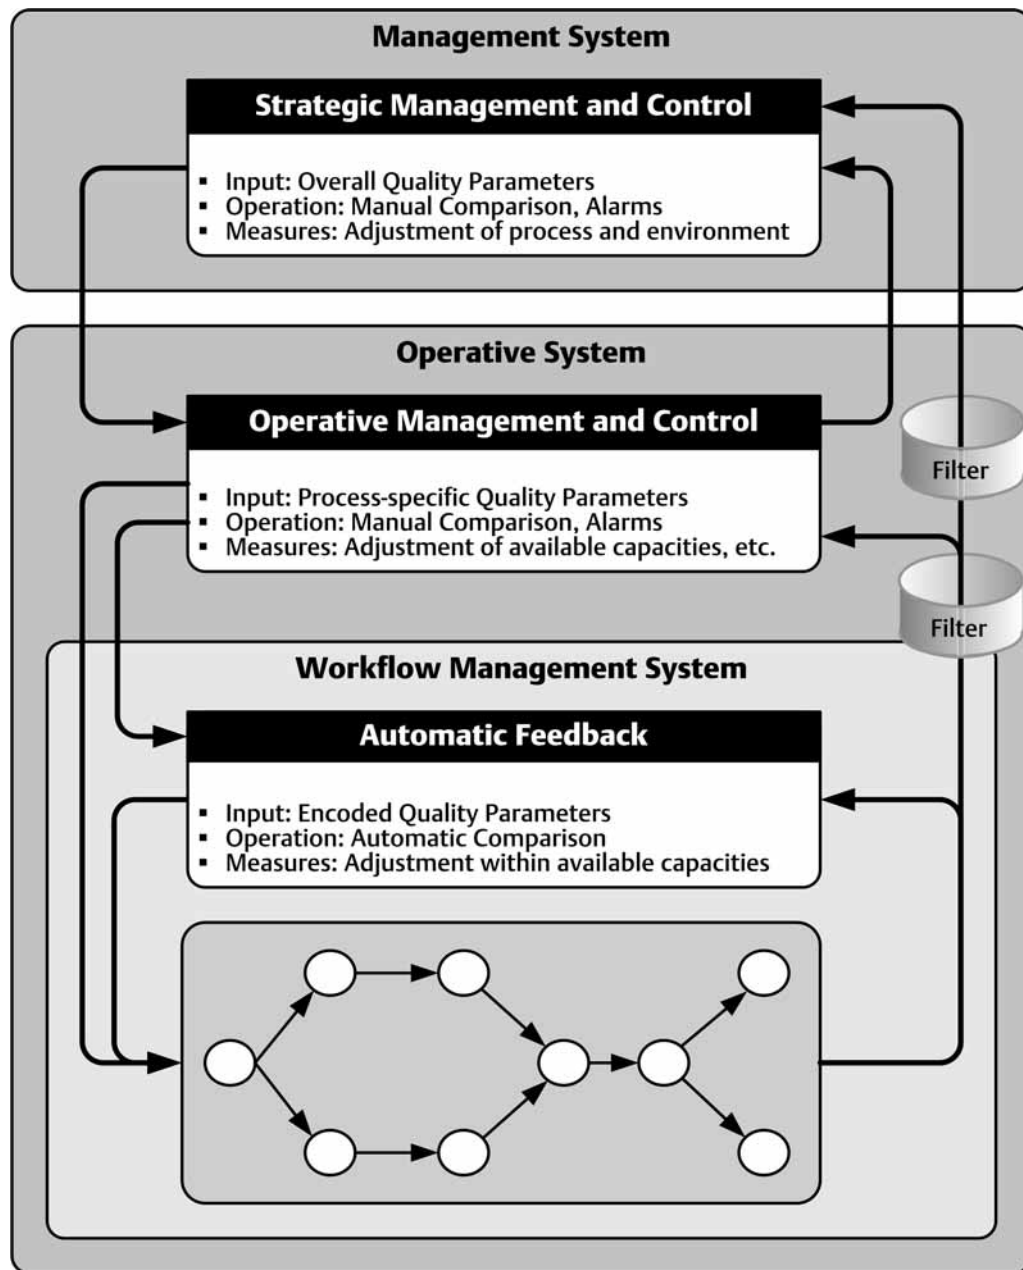 Management System
Strategic Management and Control
▪ Input: Overall Quality Parameters
▪ Operation: Manual Comparison, Alarms
▪ Measures: Adjustment of process and environment
Operative System
Operative Management and Control
▪ Input: Process-specific Quality Parameters
▪ Operation: Manual Comparison, Alarms
▪ Measures: Adjustment of available capacities, etc.
Filter
Filter
Workflow Management System
Automatic Feedback
▪ Input: Encoded Quality Parameters
▪ Operation: Automatic Comparison
▪ Measures: Adjustment within available capacities